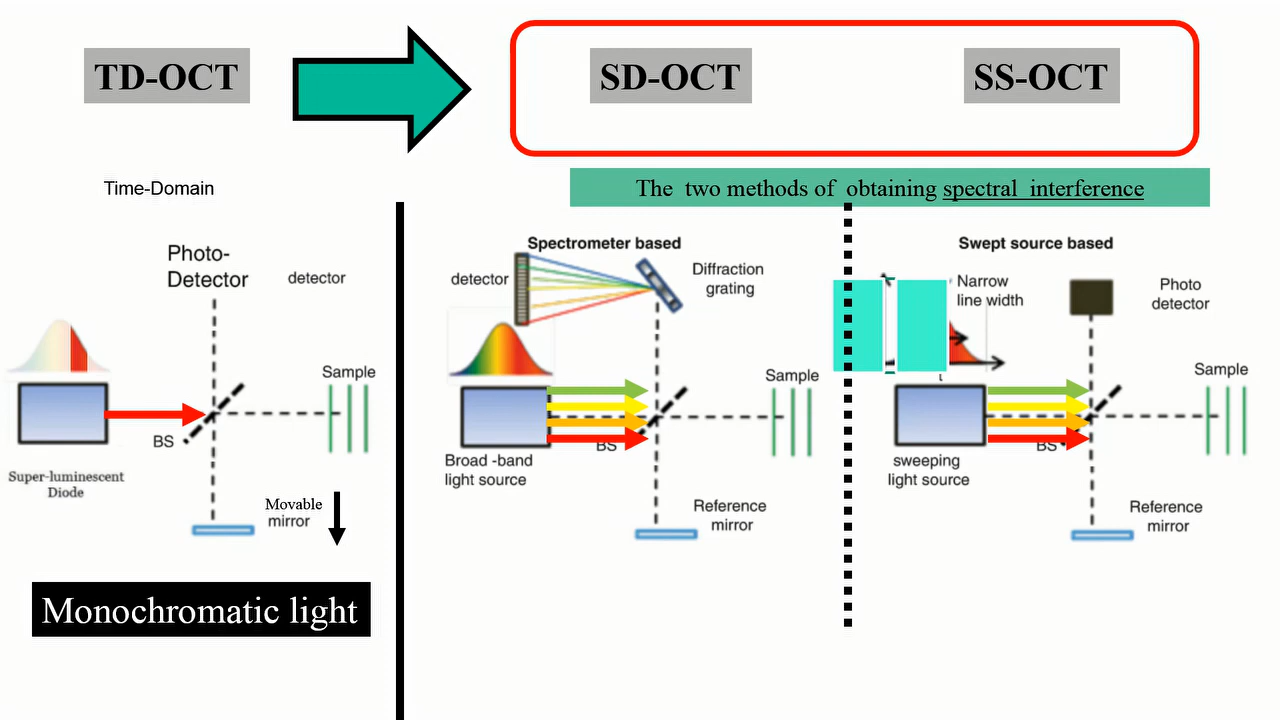 TD-OCT
SD-OCT
SS-OCT
Time-Domain
The two methods of obtaining spectral interference
Photo-
Detector
detector
Sample
BS
Super-luminescent
Diode
Movable
mirror
Monochromatic light
Spectrometer based
detector
Diffraction
grating
Sample
BS
Broad -band
light source
Reference
mirror
Swept source based
Narrow
line width
Photo
detector
Sample
BS
sweeping
light source
Reference
mirror